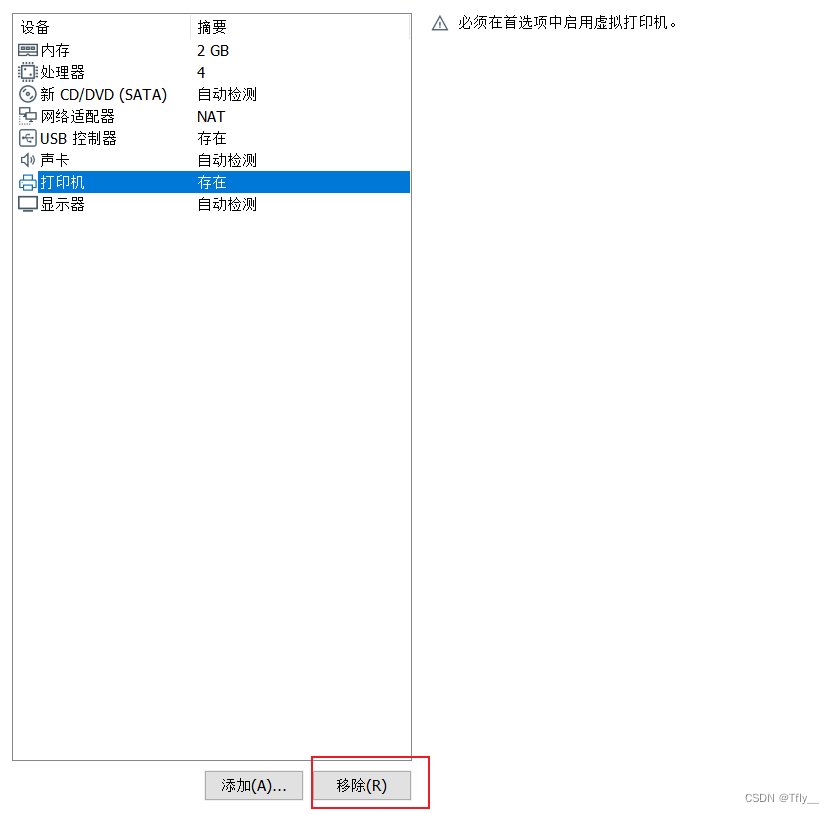 设备 摘要 必须在首选项中启用虚拟打印机。
内存 2 GB
处理器 4
新 CD/DVD (SATA) 自动检测
网络适配器 NAT
USB 控制器 存在
声卡 自动检测
打印机 存在
显示器 自动检测
添加(A)... 移除(R)
CSDN @Tfly__